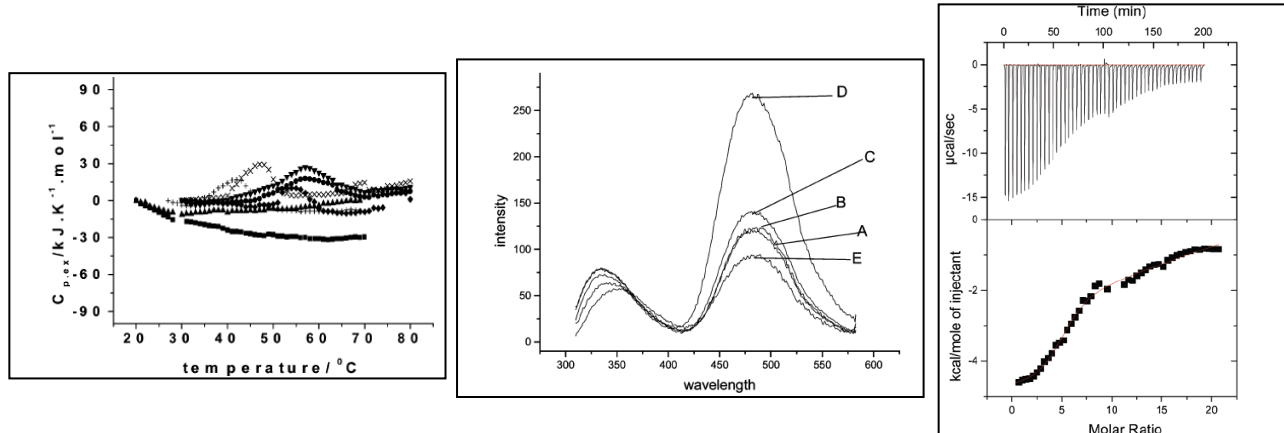 90
60
30
0
-30
-60
-90
C p,ex /kJ.K⁻¹.mol⁻¹
20 30 40 50 60 70 80
temperature/ ⁰C
250
200
150
100
50
0
intensity
D
C
B
A
E
300 350 400 450 500 550 600
wavelength
Time (min)
0 50 100 150 200
0
-5
-10
-15
µcal/sec
0
-2
-4
kcal/mole of injectant
0 5 10 15 20
Molar Ratio